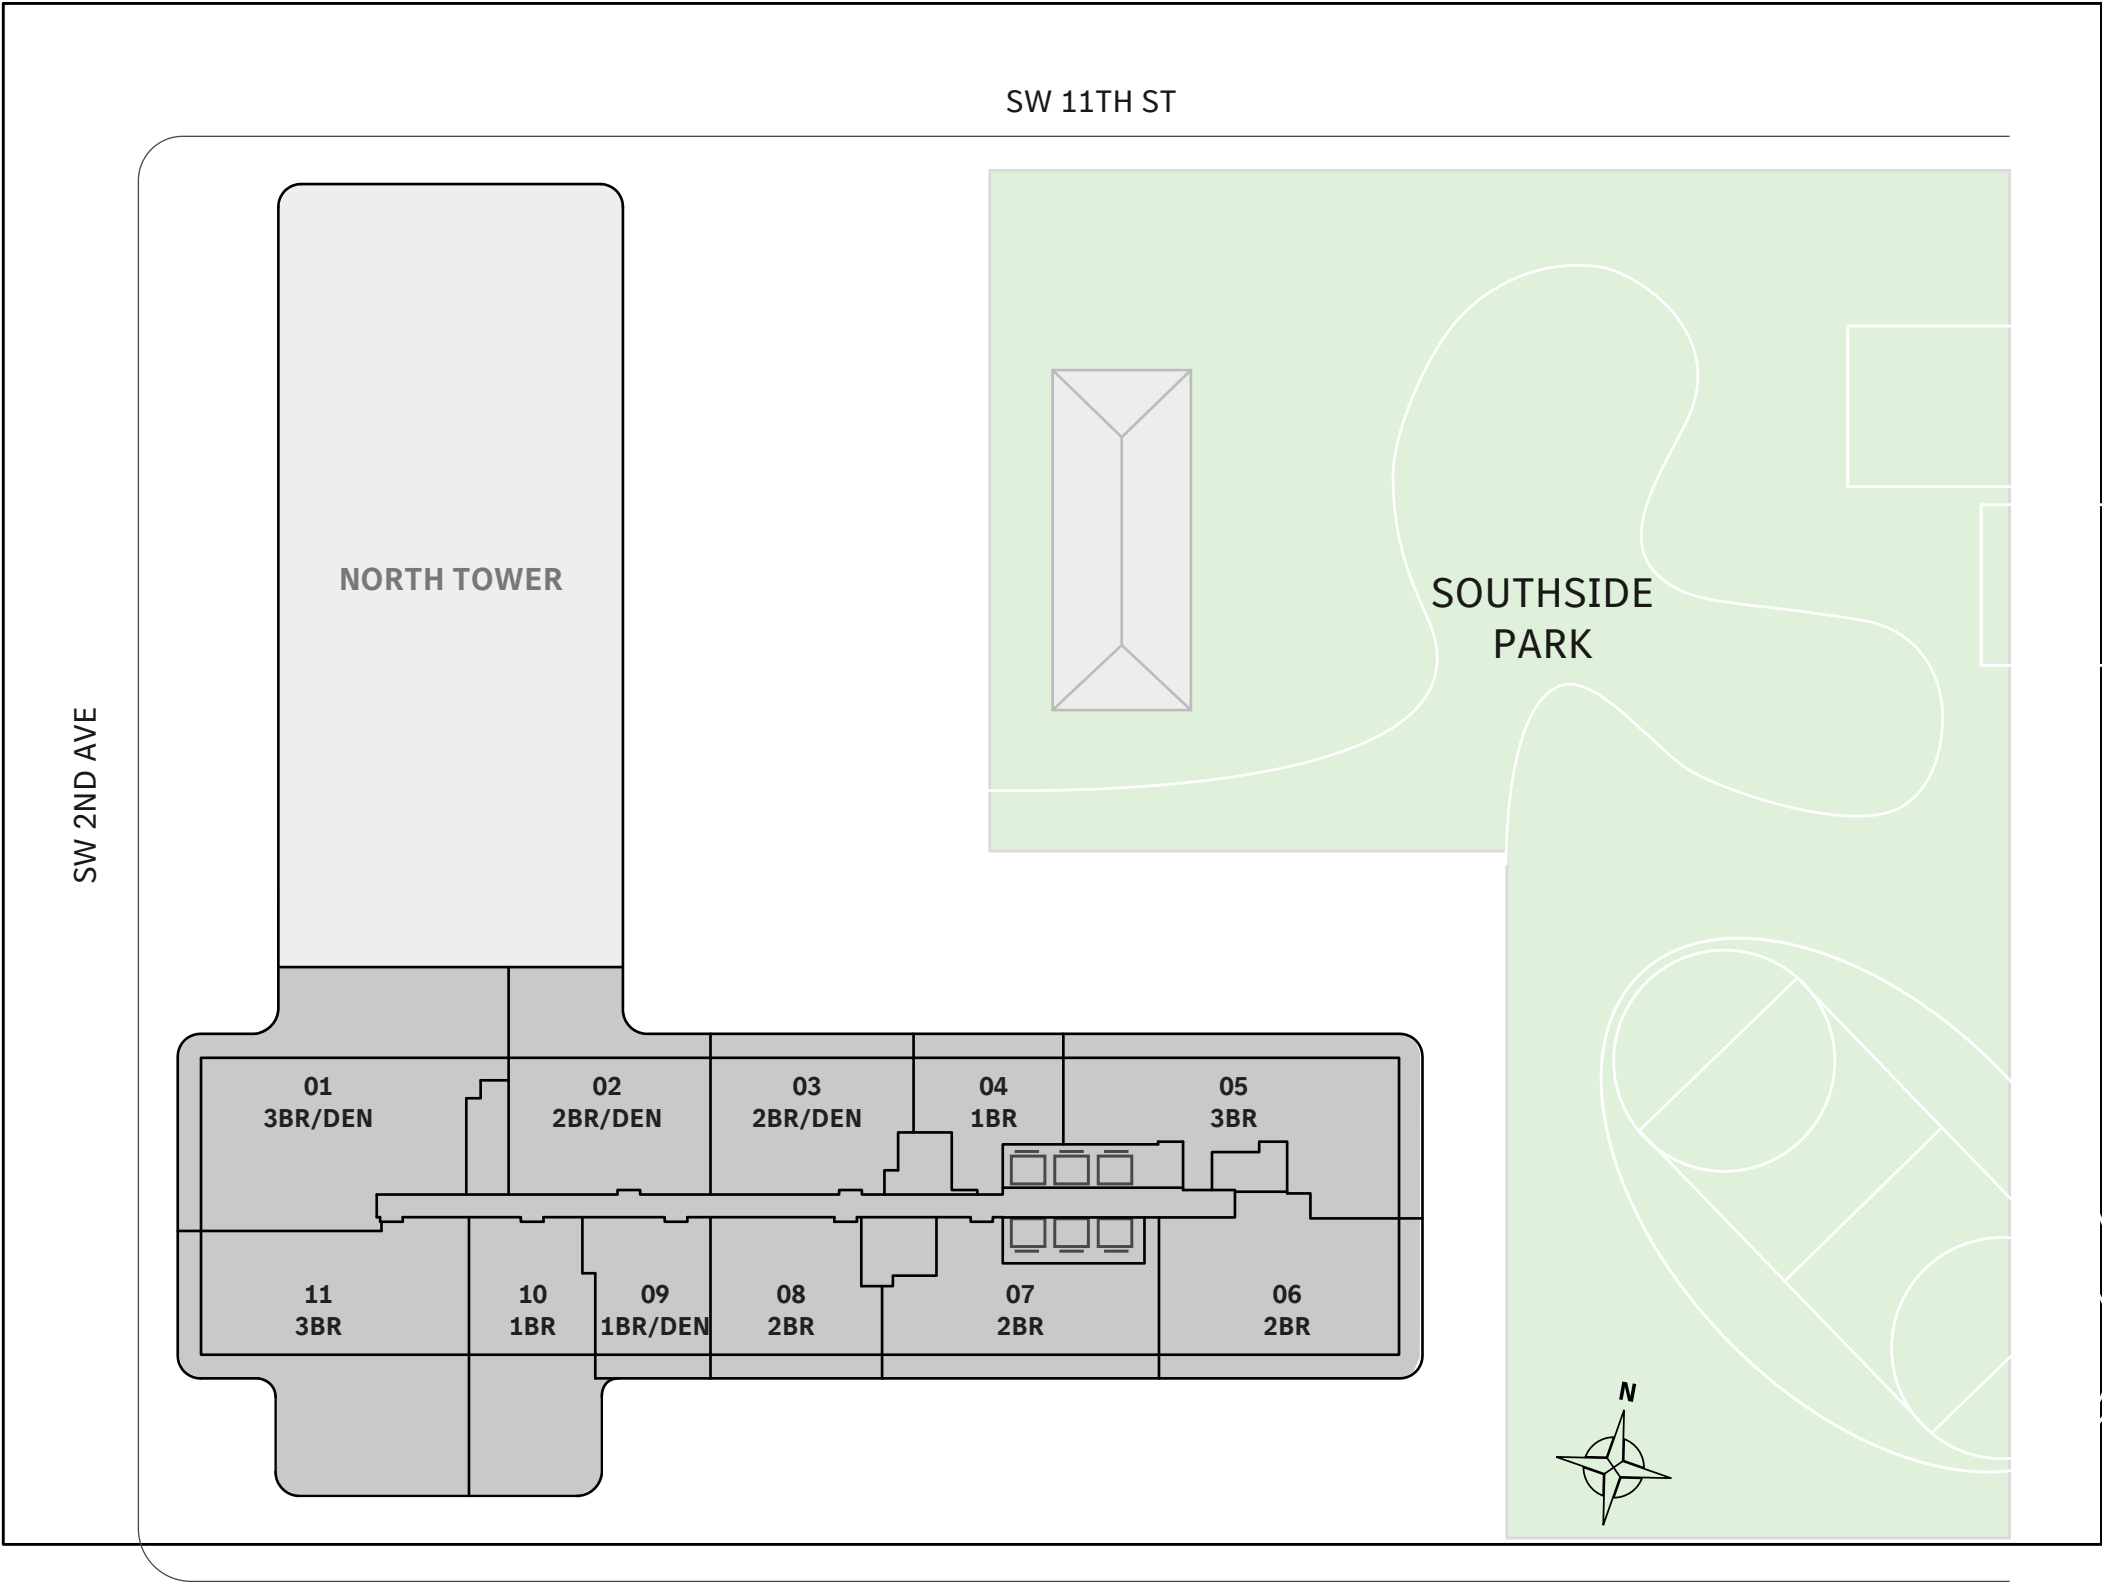 SW 11TH ST
NORTH TOWER
SOUTHSIDE
PARK
SW 2ND AVE
01
3BR/DEN
02
2BR/DEN
03
2BR/DEN
04
1BR
05
3BR
11
3BR
10
1BR
09
1BR/DEN
08
2BR
07
2BR
06
2BR
N